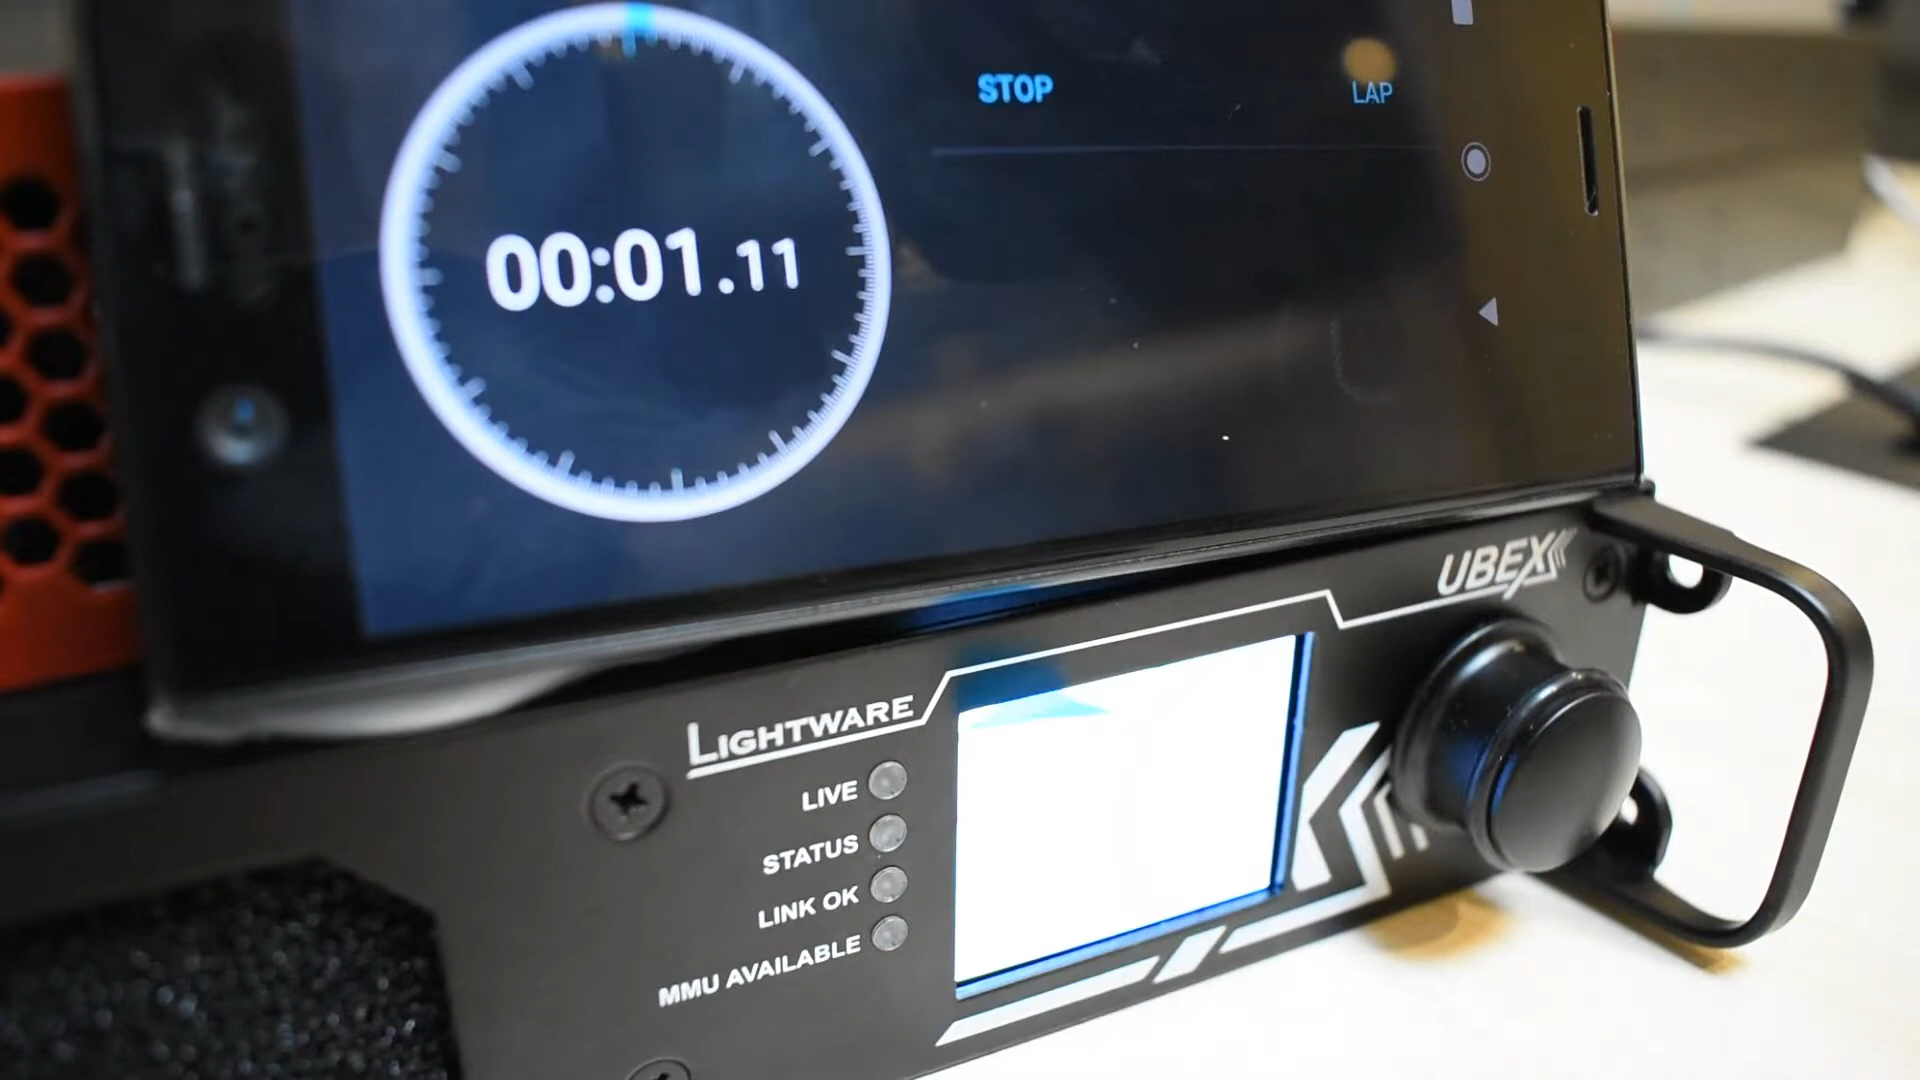 STOP
LAP
00:01.11
UBEX
LIGHTWARE
LIVE
STATUS
LINK OK
MMU AVAILABLE